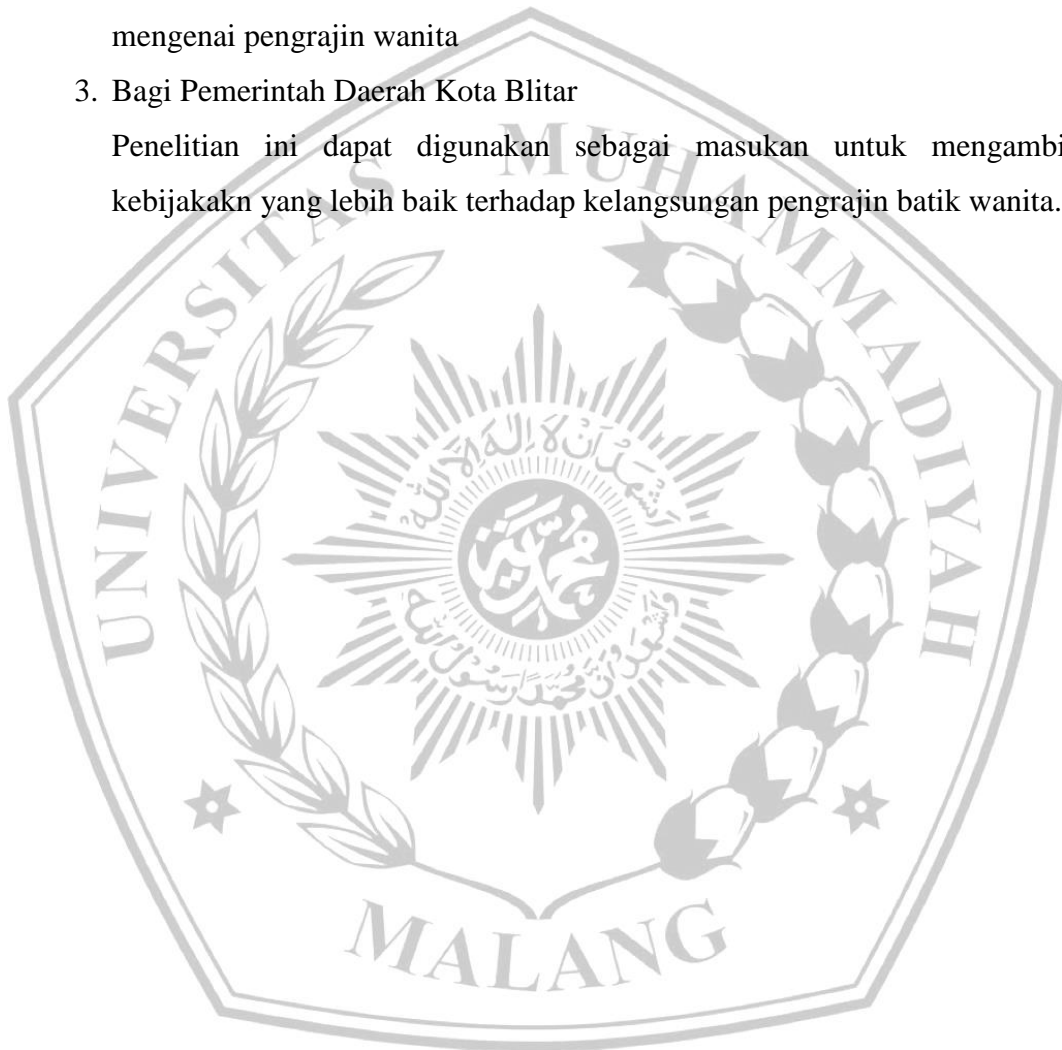 mengenai pengrajin wanita
3. Bagi Pemerintah Daerah Kota Blitar
Penelitian ini dapat digunakan sebagai masukan untuk mengambi
kebijakakn yang lebih baik terhadap kelangsungan pengrajin batik wanita.
UNIVERSITAS MUHAMMADIYAH
MALANG